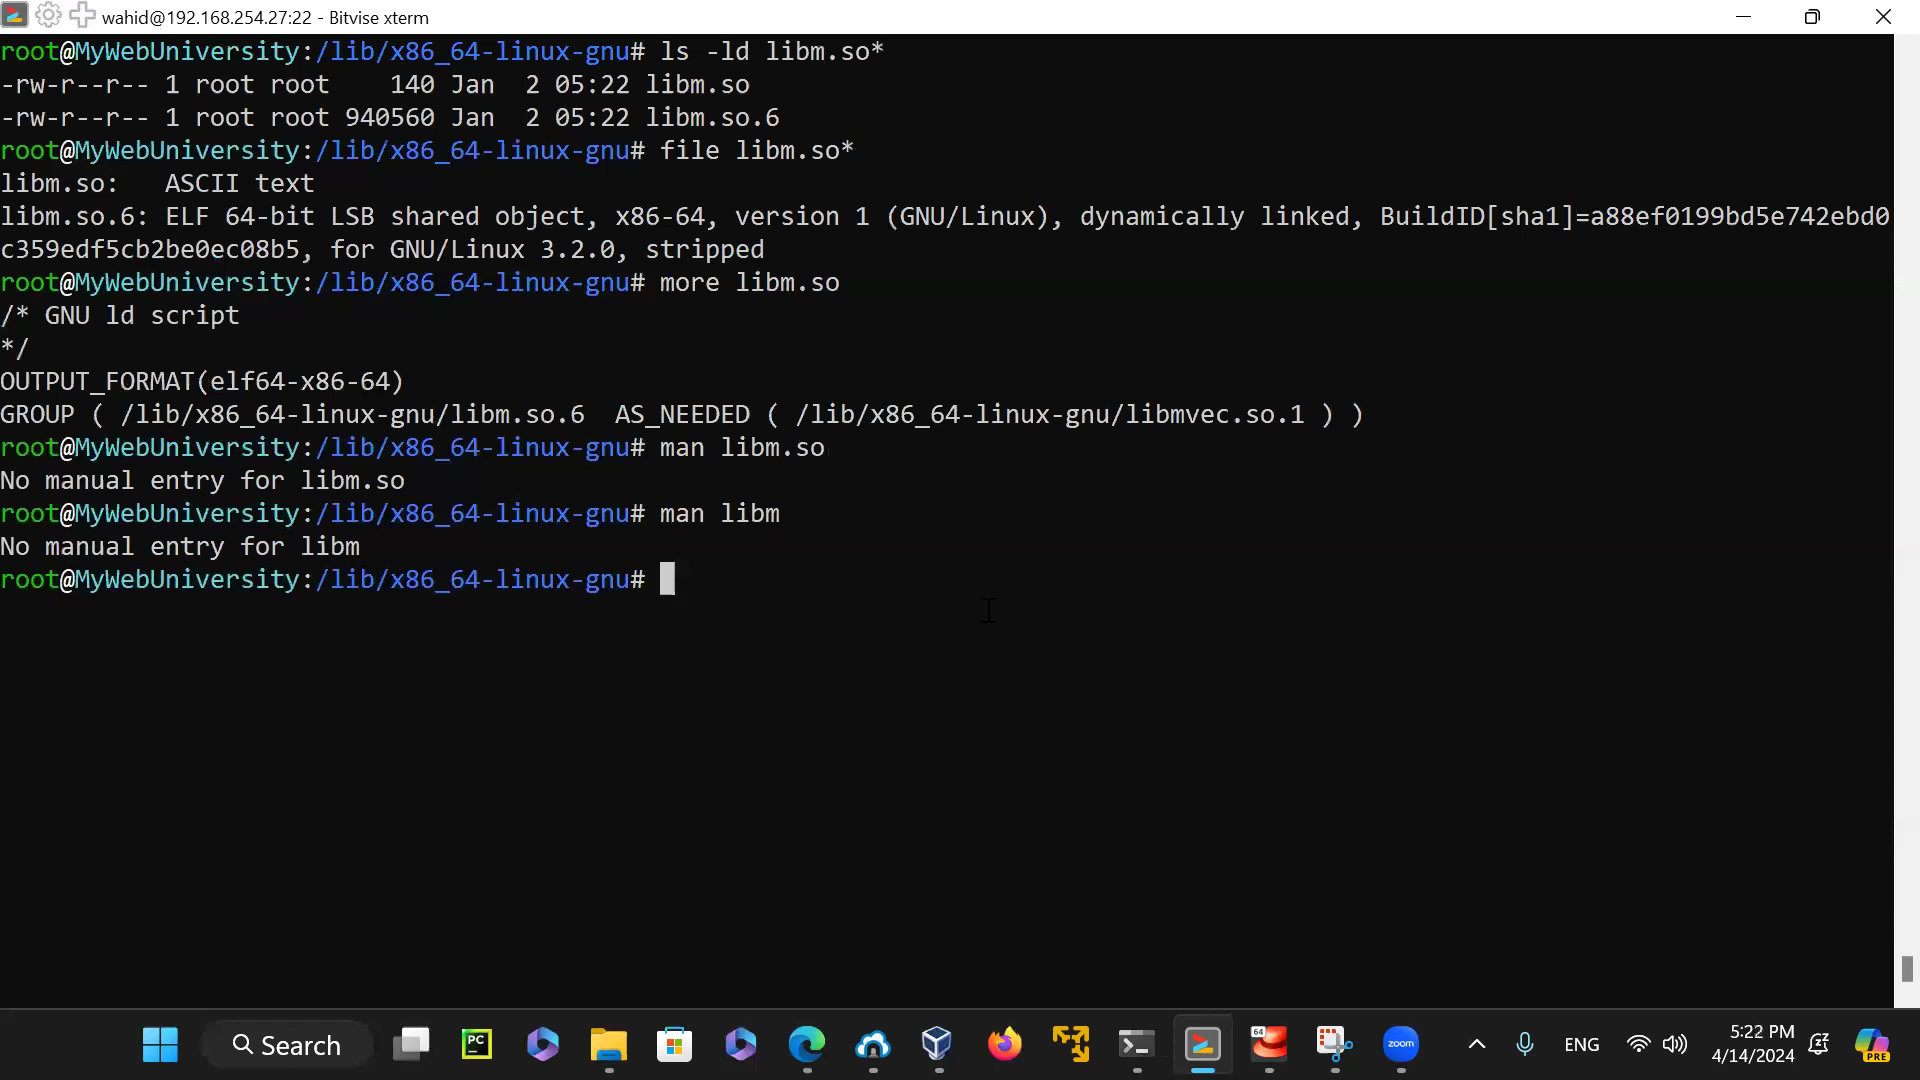 wahid@192.168.254.27:22 - Bitvise xterm
root@MyWebUniversity:/lib/x86_64-linux-gnu# ls -ld libm.so*
-rw-r--r-- 1 root root    140 Jan  2 05:22 libm.so
-rw-r--r-- 1 root root 940560 Jan  2 05:22 libm.so.6
root@MyWebUniversity:/lib/x86_64-linux-gnu# file libm.so*
libm.so:   ASCII text
libm.so.6: ELF 64-bit LSB shared object, x86-64, version 1 (GNU/Linux), dynamically linked, BuildID[sha1]=a88ef0199bd5e742ebd0
c359edf5cb2be0ec08b5, for GNU/Linux 3.2.0, stripped
root@MyWebUniversity:/lib/x86_64-linux-gnu# more libm.so
/* GNU ld script
*/
OUTPUT_FORMAT(elf64-x86-64)
GROUP ( /lib/x86_64-linux-gnu/libm.so.6  AS_NEEDED ( /lib/x86_64-linux-gnu/libmvec.so.1 ) )
root@MyWebUniversity:/lib/x86_64-linux-gnu# man libm.so
No manual entry for libm.so
root@MyWebUniversity:/lib/x86_64-linux-gnu# man libm
No manual entry for libm
root@MyWebUniversity:/lib/x86_64-linux-gnu#
Search
PC
64
zoom
ENG
5:22 PM
4/14/2024
PRE